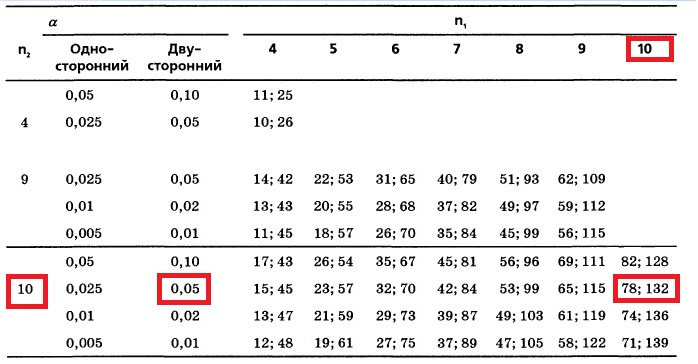 α n₁
n₂ Одно-сторонний Дву-сторонний 4 5 6 7 8 9 10
0,05 0,10 11; 25
4 0,025 0,05 10; 26
9 0,025 0,05 14; 42 22; 53 31; 65 40; 79 51; 93 62; 109
0,01 0,02 13; 43 20; 55 28; 68 37; 82 49; 97 59; 112
0,005 0,01 11; 45 18; 57 26; 70 35; 84 45; 99 56; 115
0,05 0,10 17; 43 26; 54 35; 67 45; 81 56; 96 69; 111 82; 128
10 0,025 0,05 15; 45 23; 57 32; 70 42; 84 53; 99 65; 115 78; 132
0,01 0,02 13; 47 21; 59 29; 73 39; 87 49; 103 61; 119 74; 136
0,005 0,01 12; 48 19; 61 27; 75 37; 89 47; 105 58; 122 71; 139